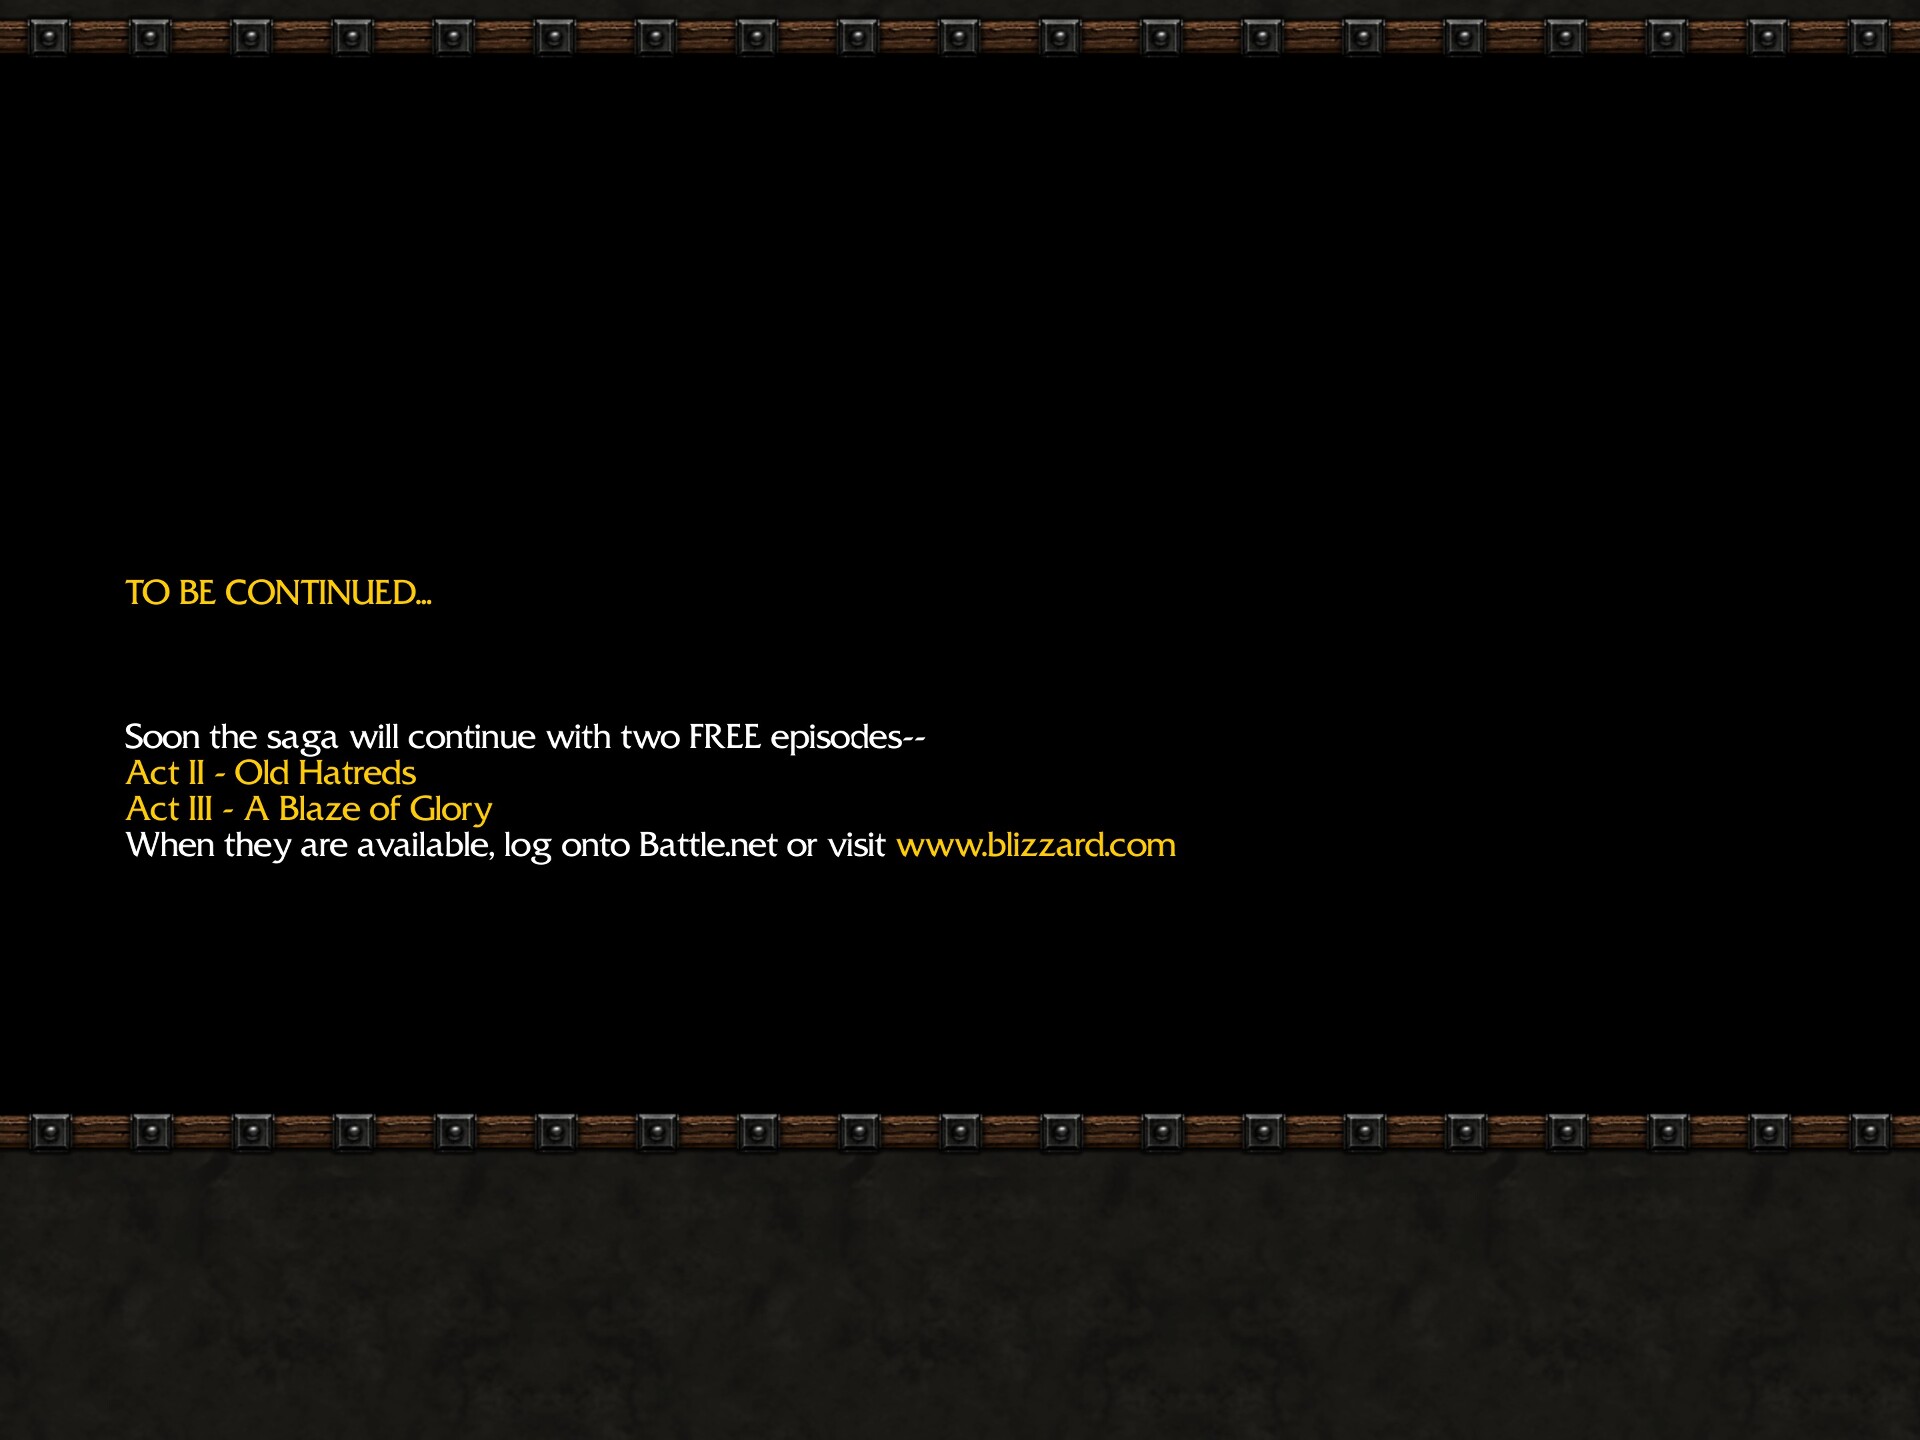 TO BE CONTINUED...
Soon the saga will continue with two FREE episodes--
Act II - Old Hatreds
Act III - A Blaze of Glory
When they are available, log onto Battle.net or visit www.blizzard.com